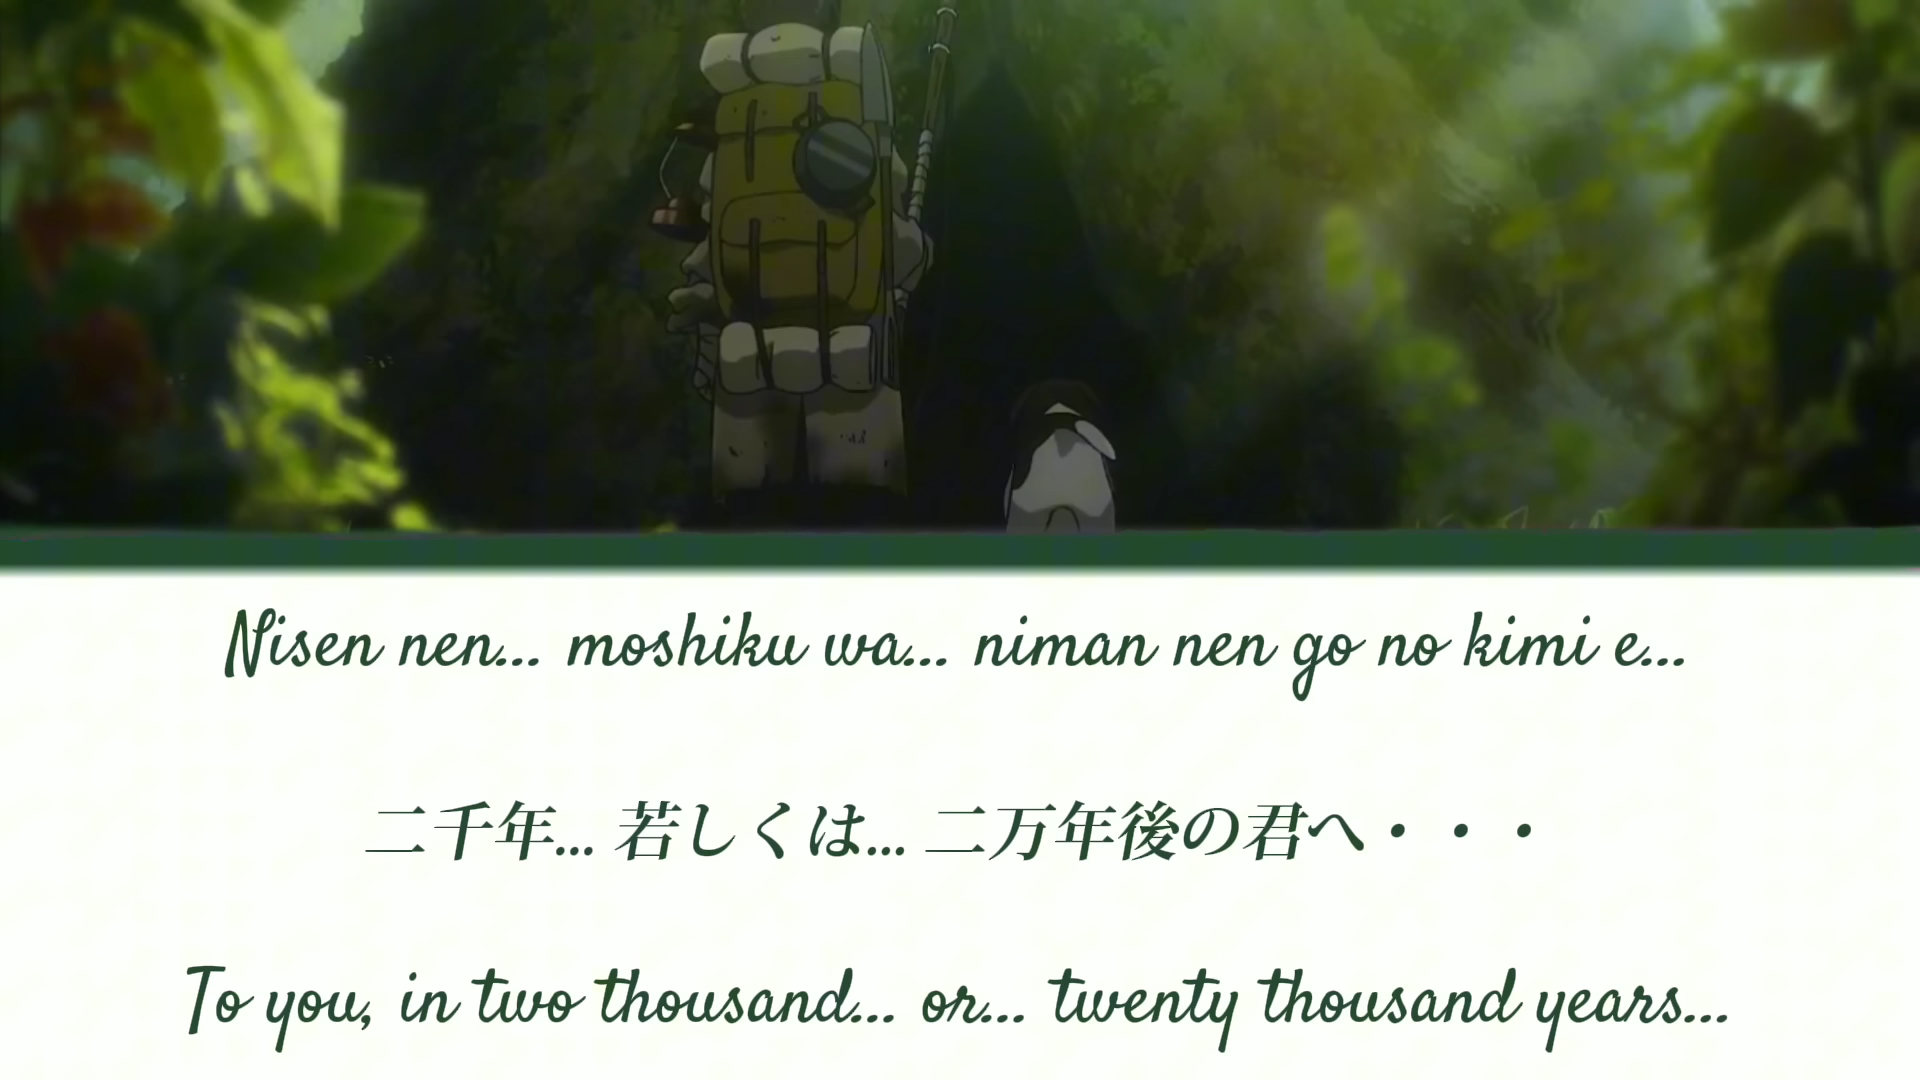 Nisen nen... moshiku wa... niman nen go no kimi e...
二千年... 若しくは... 二万年後の君へ・・・
To you, in two thousand... or... twenty thousand years...